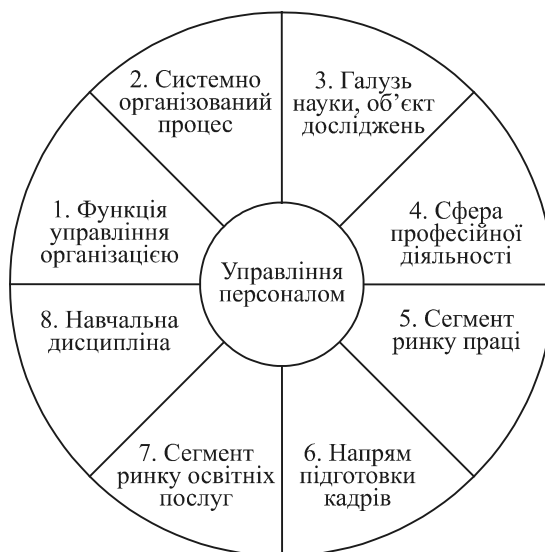 1. Функція
управління
організацією
2. Системно
організований
процес
3. Галузь
науки, об’єкт
досліджень
4. Сфера
професійної
діяльності
5. Сегмент
ринку праці
6. Напрям
підготовки
кадрів
7. Сегмент
ринку освітніх
послуг
8. Навчальна
дисципліна
Управління
персоналом